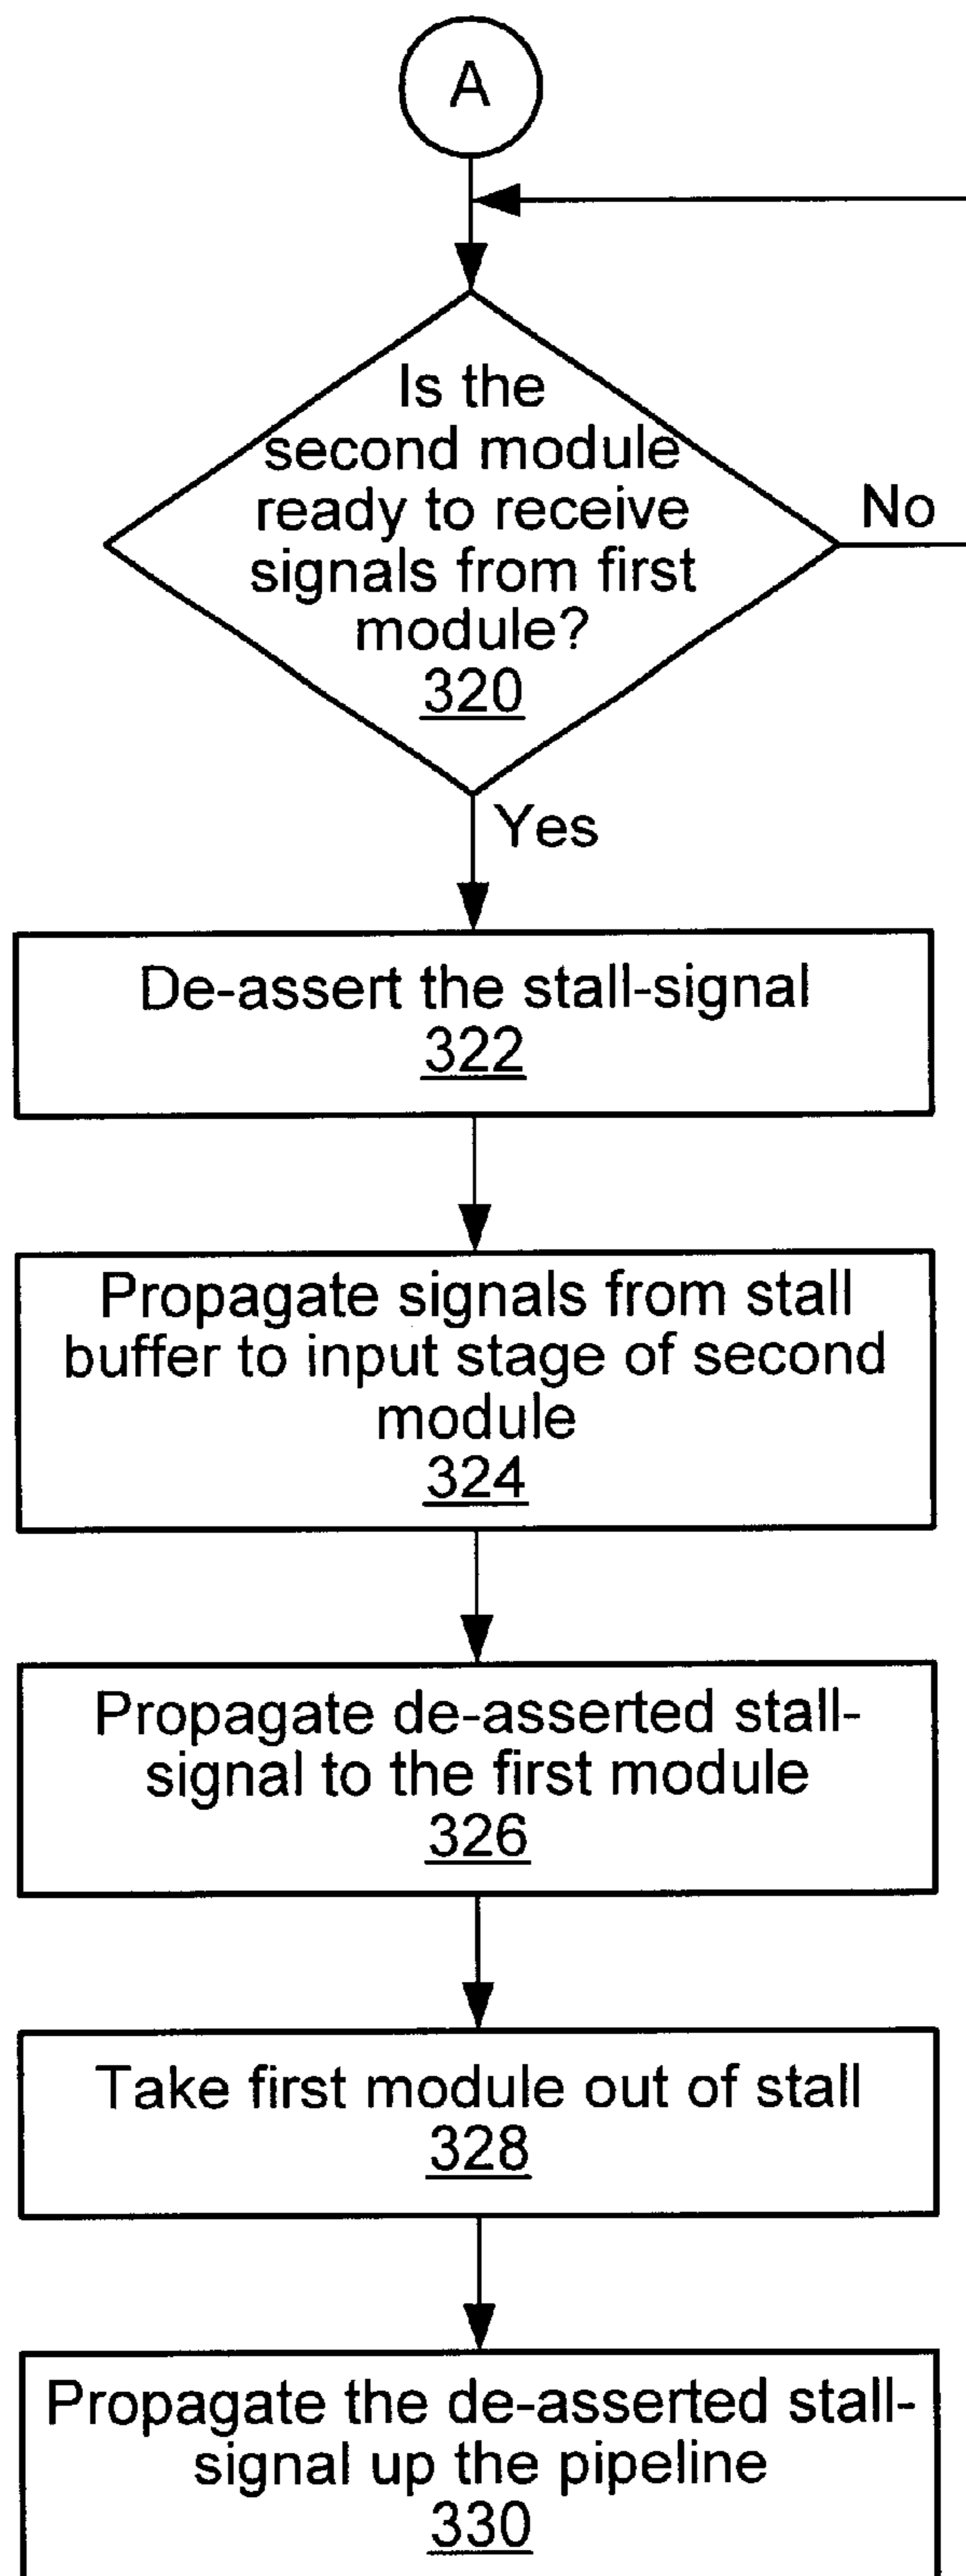 A
Is the
second module
ready to receive
signals from first
module?
320
No
Yes
De-assert the stall-signal
322
Propagate signals from stall
buffer to input stage of second
module
324
Propagate de-asserted stall-
signal to the first module
326
Take first module out of stall
328
Propagate the de-asserted stall-
signal up the pipeline
330